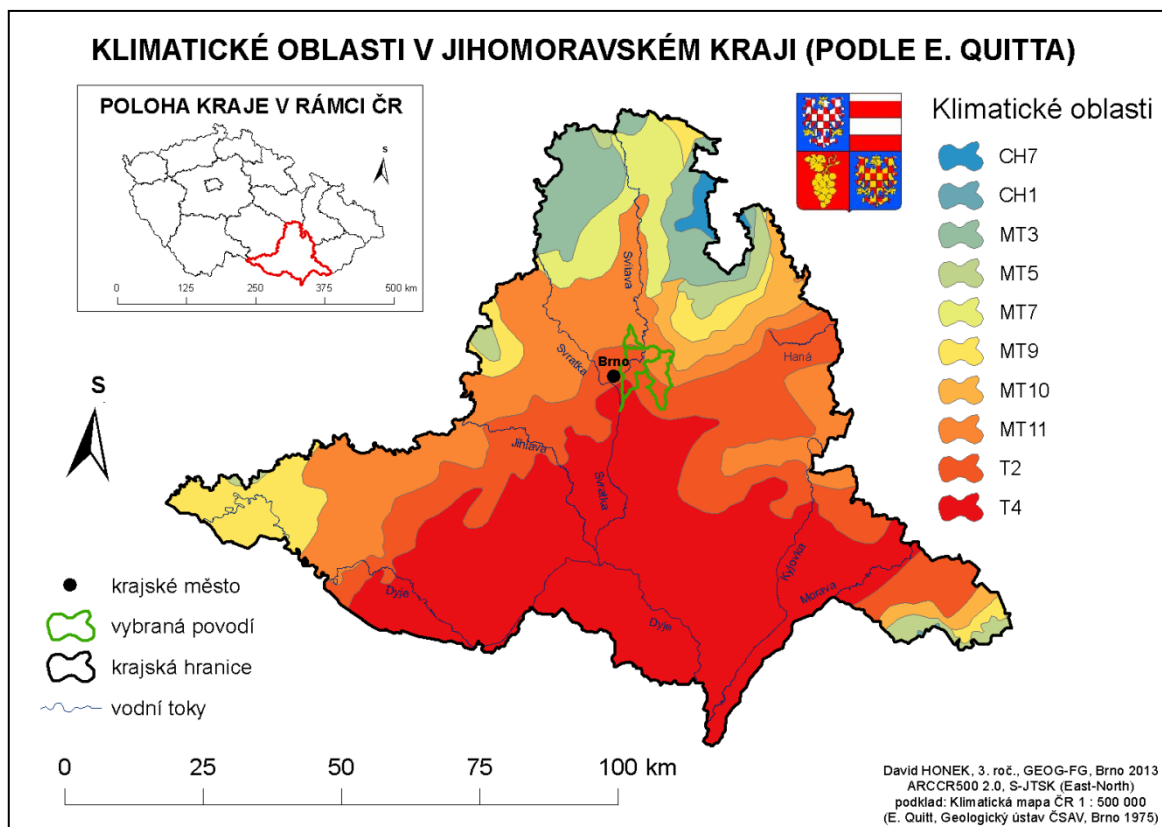 KLIMATICKÉ OBLASTI V JIHOMORAVSKÉM KRAJI (PODLE E. QUITTA)
POLOHA KRAJE V RÁMCI ČR
S
0 125 250 375 500 km
Klimatické oblasti
CH7
CH1
MT3
MT5
MT7
MT9
MT10
MT11
T2
T4
Svitava
Svratka
Brno
Haná
Jihlava
Svratka
Kyjovka
Morava
Dyje
Dyje
S
krajské město
vybraná povodí
krajská hranice
vodní toky
0 25 50 75 100 km
David HONEK, 3. roč., GEOG-FG, Brno 2013
ARCCR500 2.0, S-JTSK (East-North)
podklad: Klimatická mapa ČR 1 : 500 000
(E. Quitt, Geologický ústav ČSAV, Brno 1975)